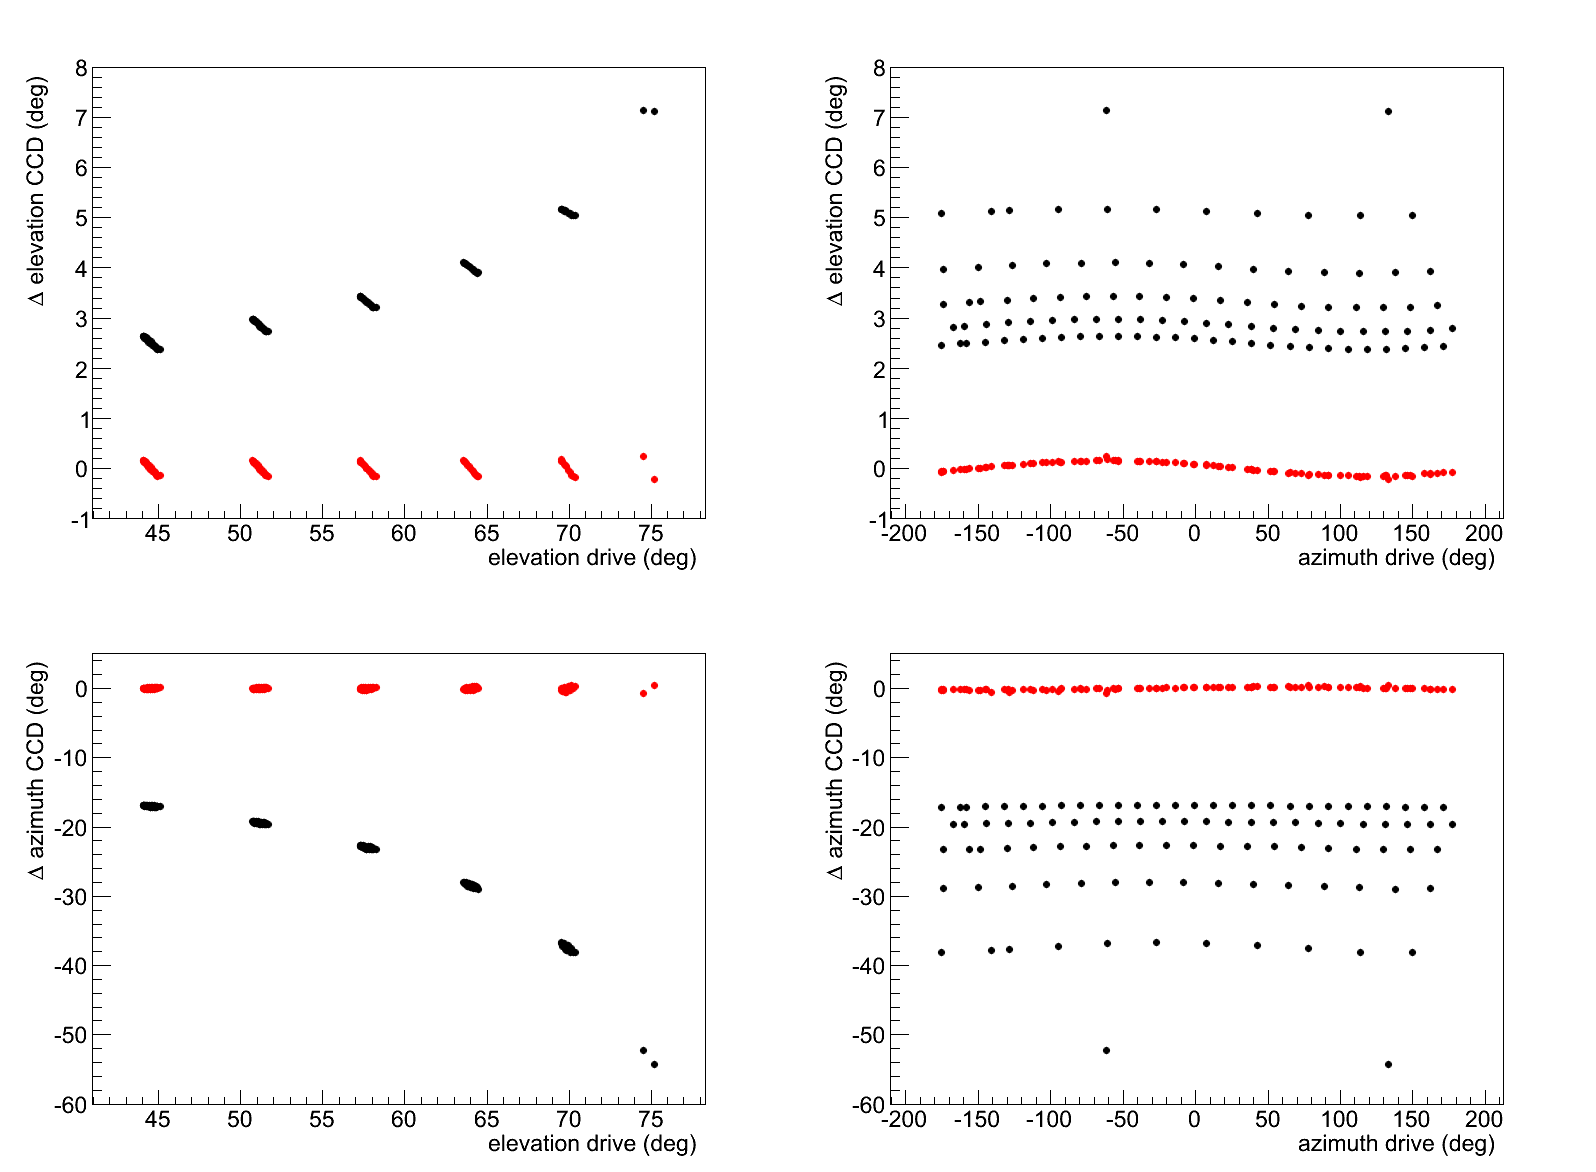 Δ elevation CCD (deg)
8
7
6
5
4
3
2
1
0
-1
45 50 55 60 65 70 75
elevation drive (deg)
Δ elevation CCD (deg)
8
7
6
5
4
3
2
1
0
-1
-200 -150 -100 -50 0 50 100 150 200
azimuth drive (deg)
Δ azimuth CCD (deg)
0
-10
-20
-30
-40
-50
-60
45 50 55 60 65 70 75
elevation drive (deg)
Δ azimuth CCD (deg)
0
-10
-20
-30
-40
-50
-60
-200 -150 -100 -50 0 50 100 150 200
azimuth drive (deg)